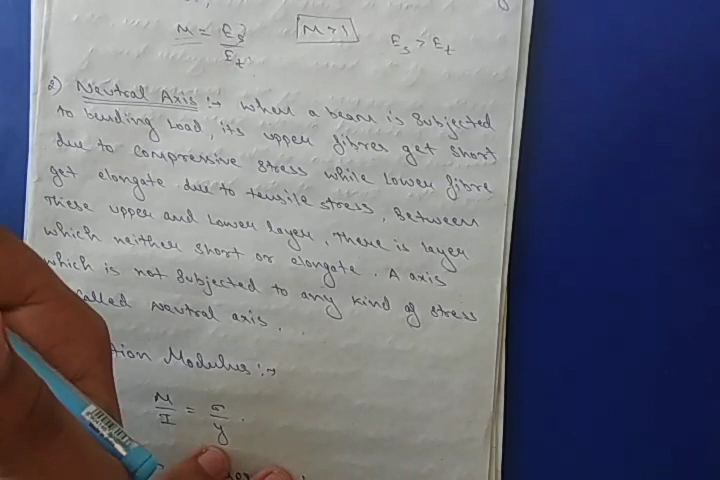 M = Es
Et
M > 1
Es > Et
2) Neutral Axis :→ when a beam is subjected
to bending load, its upper fibres get short
due to compressive stress while lower fibre
get elongate due to tensile stress, Between
These upper and lower layer, There is layer
which neither short or elongate. A axis
which is not subjected to any kind of stress
called neutral axis.
tion Modulus :→
M = σ
I y